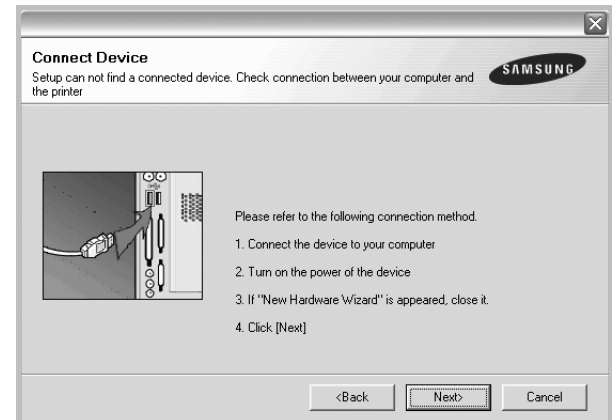 Connect Device
Setup can not find a connected device. Check connection between your computer and
the printer
SAMSUNG
Please refer to the following connection method.
1. Connect the device to your computer
2. Turn on the power of the device
3. If "New Hardware Wizard" is appeared, close it.
4. Click [Next]
<Back Next> Cancel